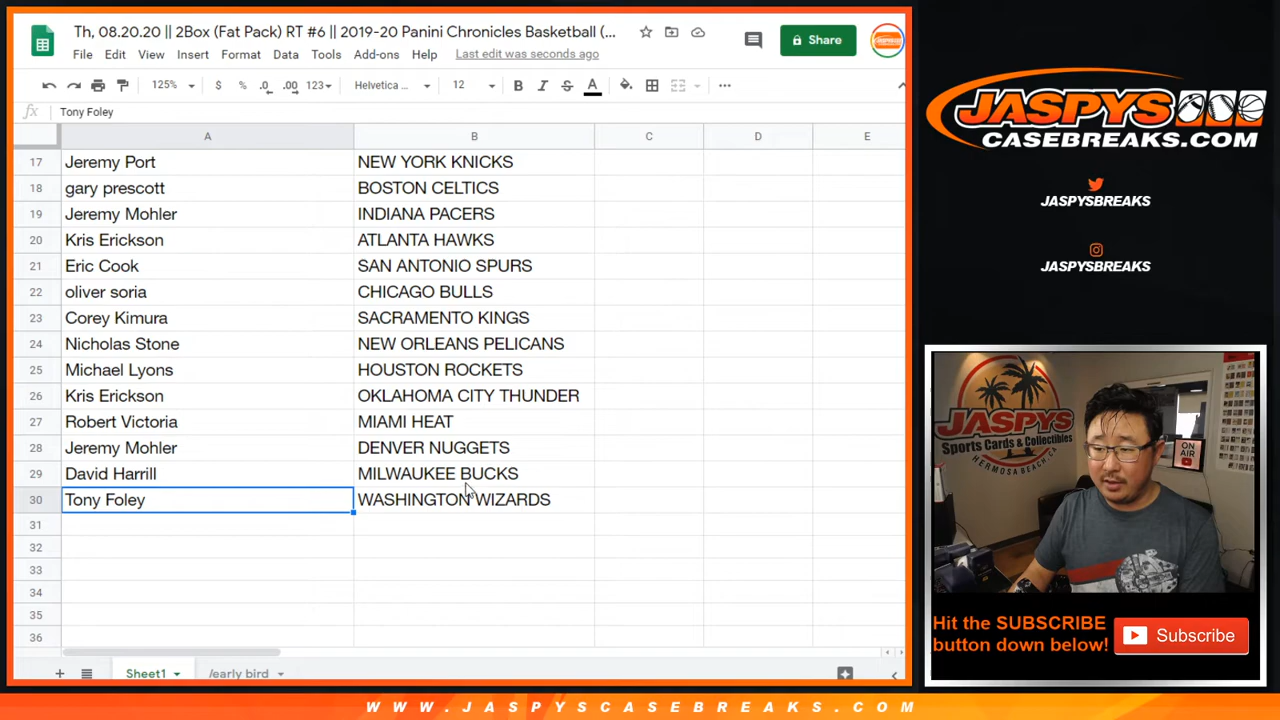 Th, 08.20.20 || 2Box (Fat Pack) RT #6 || 2019-20 Panini Chronicles Basketball (...
Share
File Edit View Insert Format Data Tools Add-ons Help Last edit was seconds ago
125% $ % .0 .00 123 Helvetica ... 12 B I S A
fx Tony Foley
A B C D E
17 Jeremy Port NEW YORK KNICKS
18 gary prescott BOSTON CELTICS
19 Jeremy Mohler INDIANA PACERS
20 Kris Erickson ATLANTA HAWKS
21 Eric Cook SAN ANTONIO SPURS
22 oliver soria CHICAGO BULLS
23 Corey Kimura SACRAMENTO KINGS
24 Nicholas Stone NEW ORLEANS PELICANS
25 Michael Lyons HOUSTON ROCKETS
26 Kris Erickson OKLAHOMA CITY THUNDER
27 Robert Victoria MIAMI HEAT
28 Jeremy Mohler DENVER NUGGETS
29 David Harrill MILWAUKEE BUCKS
30 Tony Foley WASHINGTON WIZARDS
31
32
33
34
35
36
Sheet1 /early bird
JASPYS
CASEBREAKS.COM
JASPYSBREAKS
JASPYSBREAKS
JASPYS
Sports Cards & Collectibles
HERMOSA BEACH, CA
ON
AIR
Hit the SUBSCRIBE
button down below!
Subscribe
WWW.JASPYSCASEBREAKS.COM